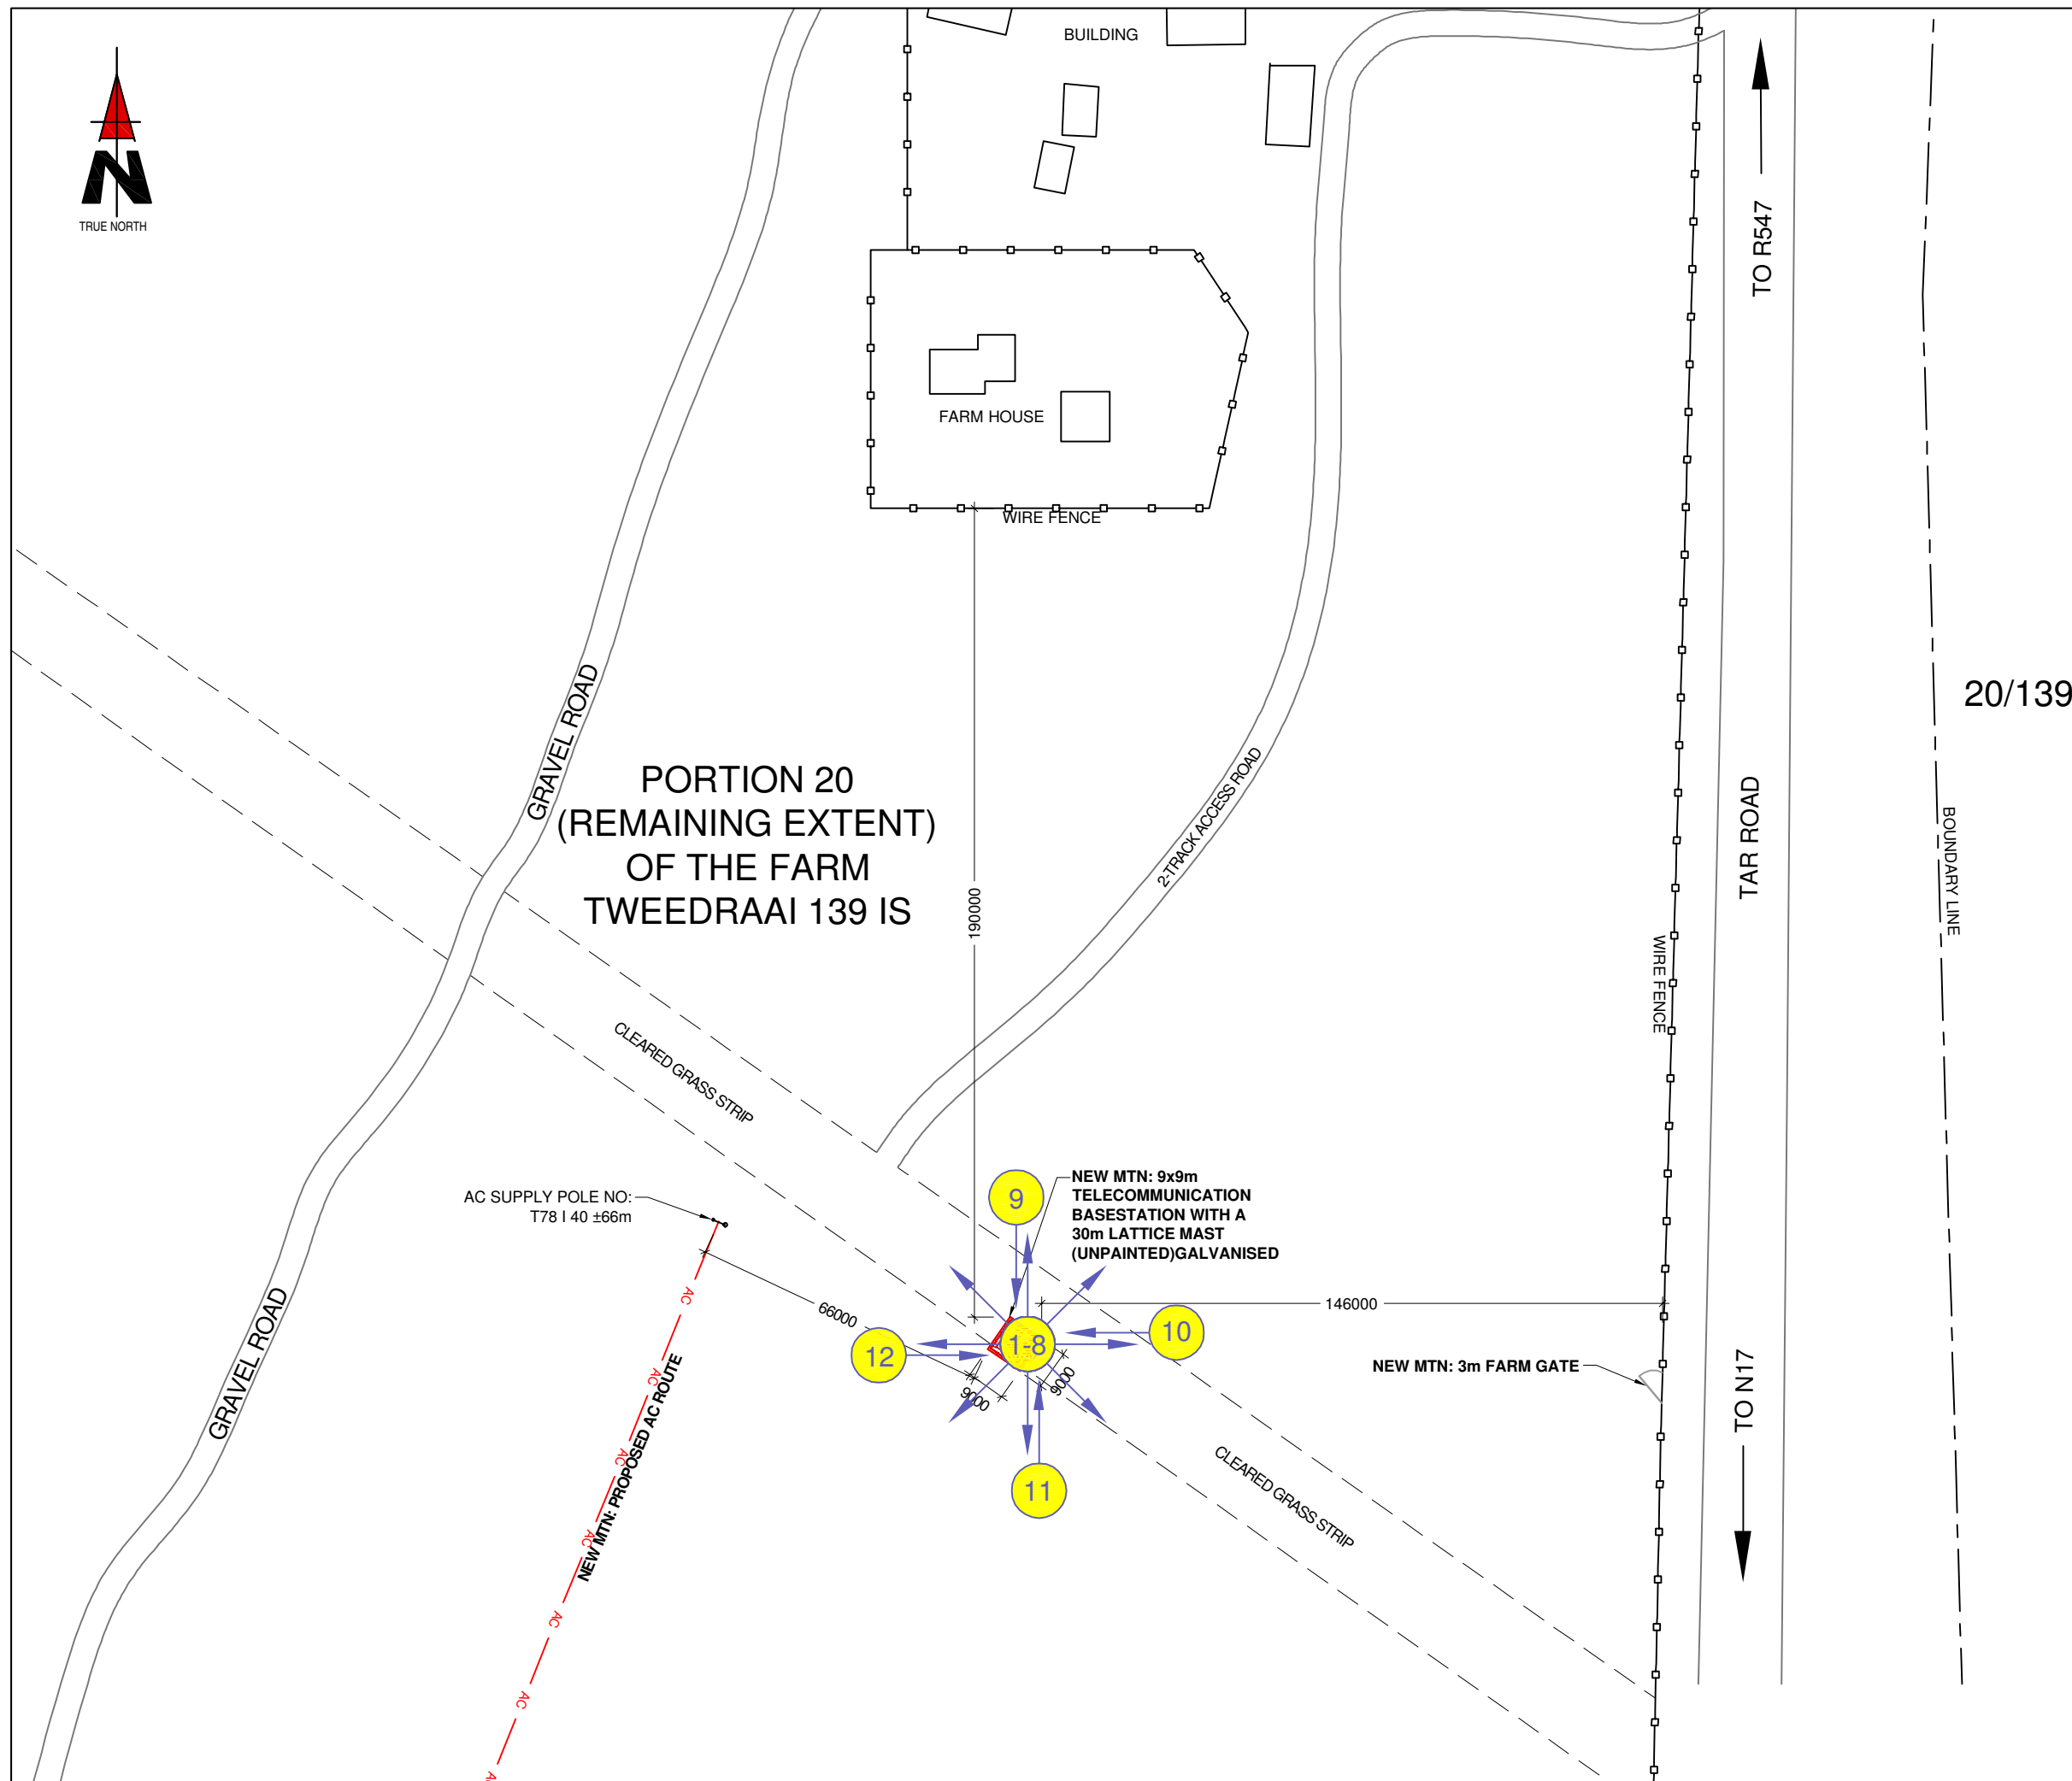 BUILDING
TRUE NORTH
TO R547
FARM HOUSE
WIRE FENCE
20/139
GRAVEL ROAD
PORTION 20
(REMAINING EXTENT)
OF THE FARM
TWEEDRAAI 139 IS
2-TRACK ACCESS ROAD
TAR ROAD
BOUNDARY LINE
190000
WIRE FENCE
CLEARED GRASS STRIP
AC SUPPLY POLE NO:
T78 I 40 ±66m
9
NEW MTN: 9x9m
TELECOMMUNICATION
BASESTATION WITH A
30m LATTICE MAST
(UNPAINTED)GALVANISED
AC
66000
146000
12
1-8
10
NEW MTN: 3m FARM GATE
9000
9000
GRAVEL ROAD
AC
NEW MTN: PROPOSED AC ROUTE
TO N17
11
AC
CLEARED GRASS STRIP
AC
AC
AC
AC